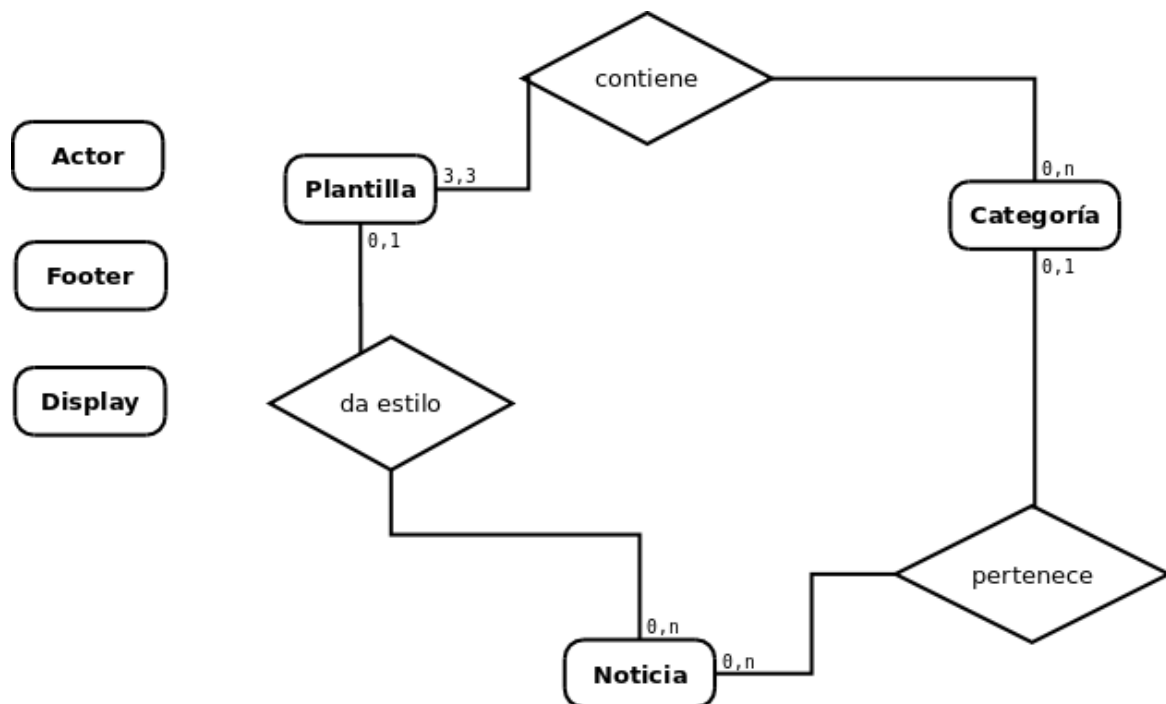 contiene
Actor
Plantilla
3,3
0,n
Categoría
0,1
0,1
Footer
Display
da estilo
pertenece
0,n
Noticia
0,n